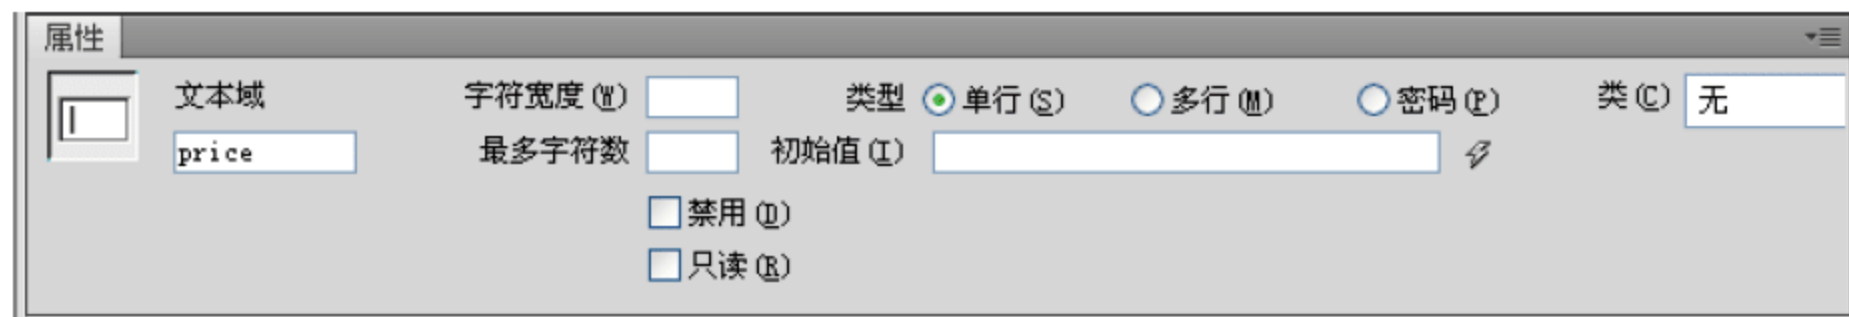 属性
文本域 字符宽度(W) 类型 单行(S) 多行(M) 密码(P) 类(C) 无
price 最多字符数 初始值(I)
禁用(D)
只读(R)